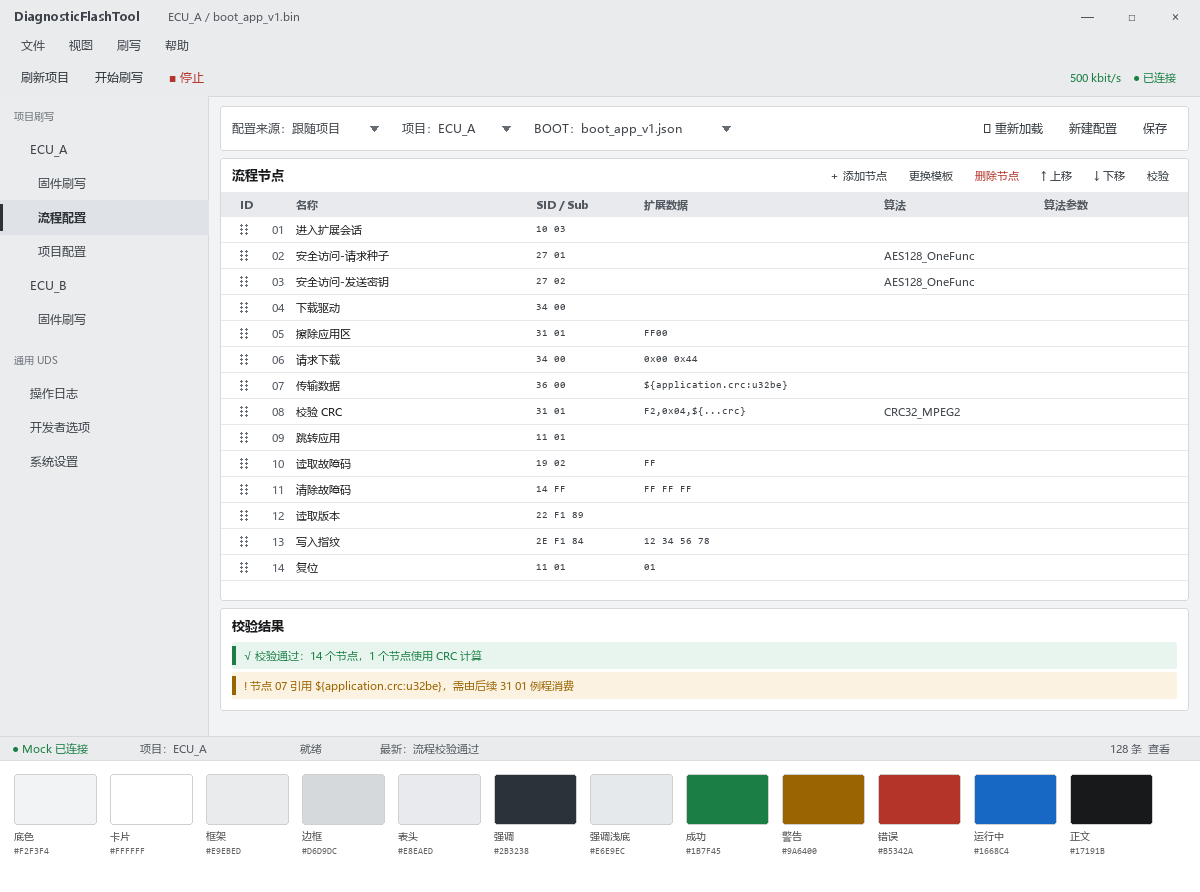 DiagnosticFlashTool ECU_A / boot_app_v1.bin
文件 视图 刷写 帮助
刷新项目 开始刷写 ■ 停止 500 kbit/s ● 已连接
项目刷写
ECU_A
固件刷写
流程配置
项目配置
ECU_B
固件刷写
通用 UDS
操作日志
开发者选项
系统设置
配置来源: 跟随项目 项目: ECU_A BOOT: boot_app_v1.json 重新加载 新建配置 保存
流程节点 + 添加节点 更换模板 删除节点 ↑ 上移 ↓ 下移 校验
ID 名称 SID / Sub 扩展数据 算法 算法参数
01 进入扩展会话 10 03
02 安全访问-请求种子 27 01 AES128_OneFunc
03 安全访问-发送密钥 27 02 AES128_OneFunc
04 下载驱动 34 00
05 擦除应用区 31 01 FF00
06 请求下载 34 00 0x00 0x44
07 传输数据 36 00 ${application.crc:u32be}
08 校验 CRC 31 01 F2,0x04,${...crc} CRC32_MPEG2
09 跳转应用 11 01
10 读取故障码 19 02 FF
11 清除故障码 14 FF FF FF FF
12 读取版本 22 F1 89
13 写入指纹 2E F1 84 12 34 56 78
14 复位 11 01 01
校验结果
√ 校验通过: 14 个节点, 1 个节点使用 CRC 计算
! 节点 07 引用 ${application.crc:u32be}, 需由后续 31 01 例程消费
● Mock 已连接 项目: ECU_A 就绪 最新: 流程校验通过 128 条 查看
底色 卡片 框架 边框 表头 强调 强调浅底 成功 警告 错误 运行中 正文
#F2F3F4 #FFFFFF #E9EBED #D6D9DC #E8EAED #2B3238 #E6E9EC #1B7F45 #9A6400 #B5342A #1668C4 #17191B